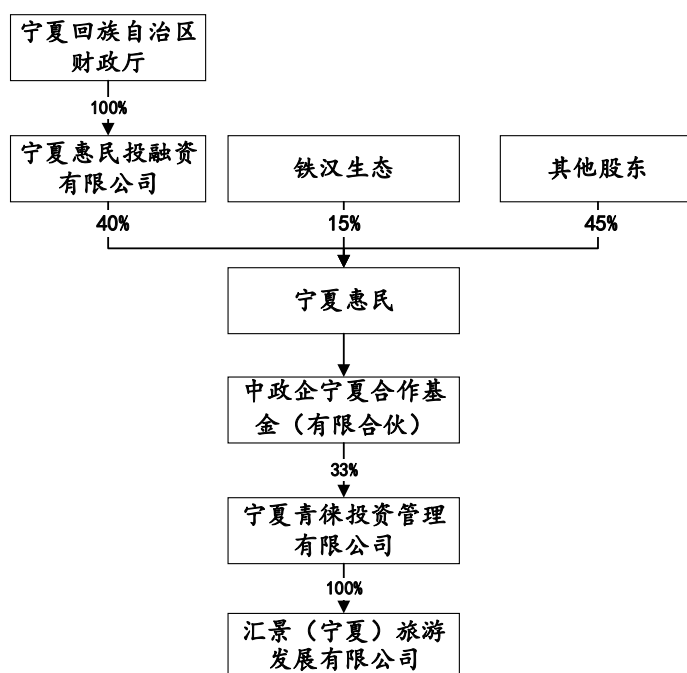 宁夏回族自治区
财政厅
100%
宁夏惠民投融资
有限公司
铁汉生态
其他股东
40%
15%
45%
宁夏惠民
中政企宁夏合作基
金（有限合伙）
33%
宁夏青徕投资管理
有限公司
100%
汇景（宁夏）旅游
发展有限公司